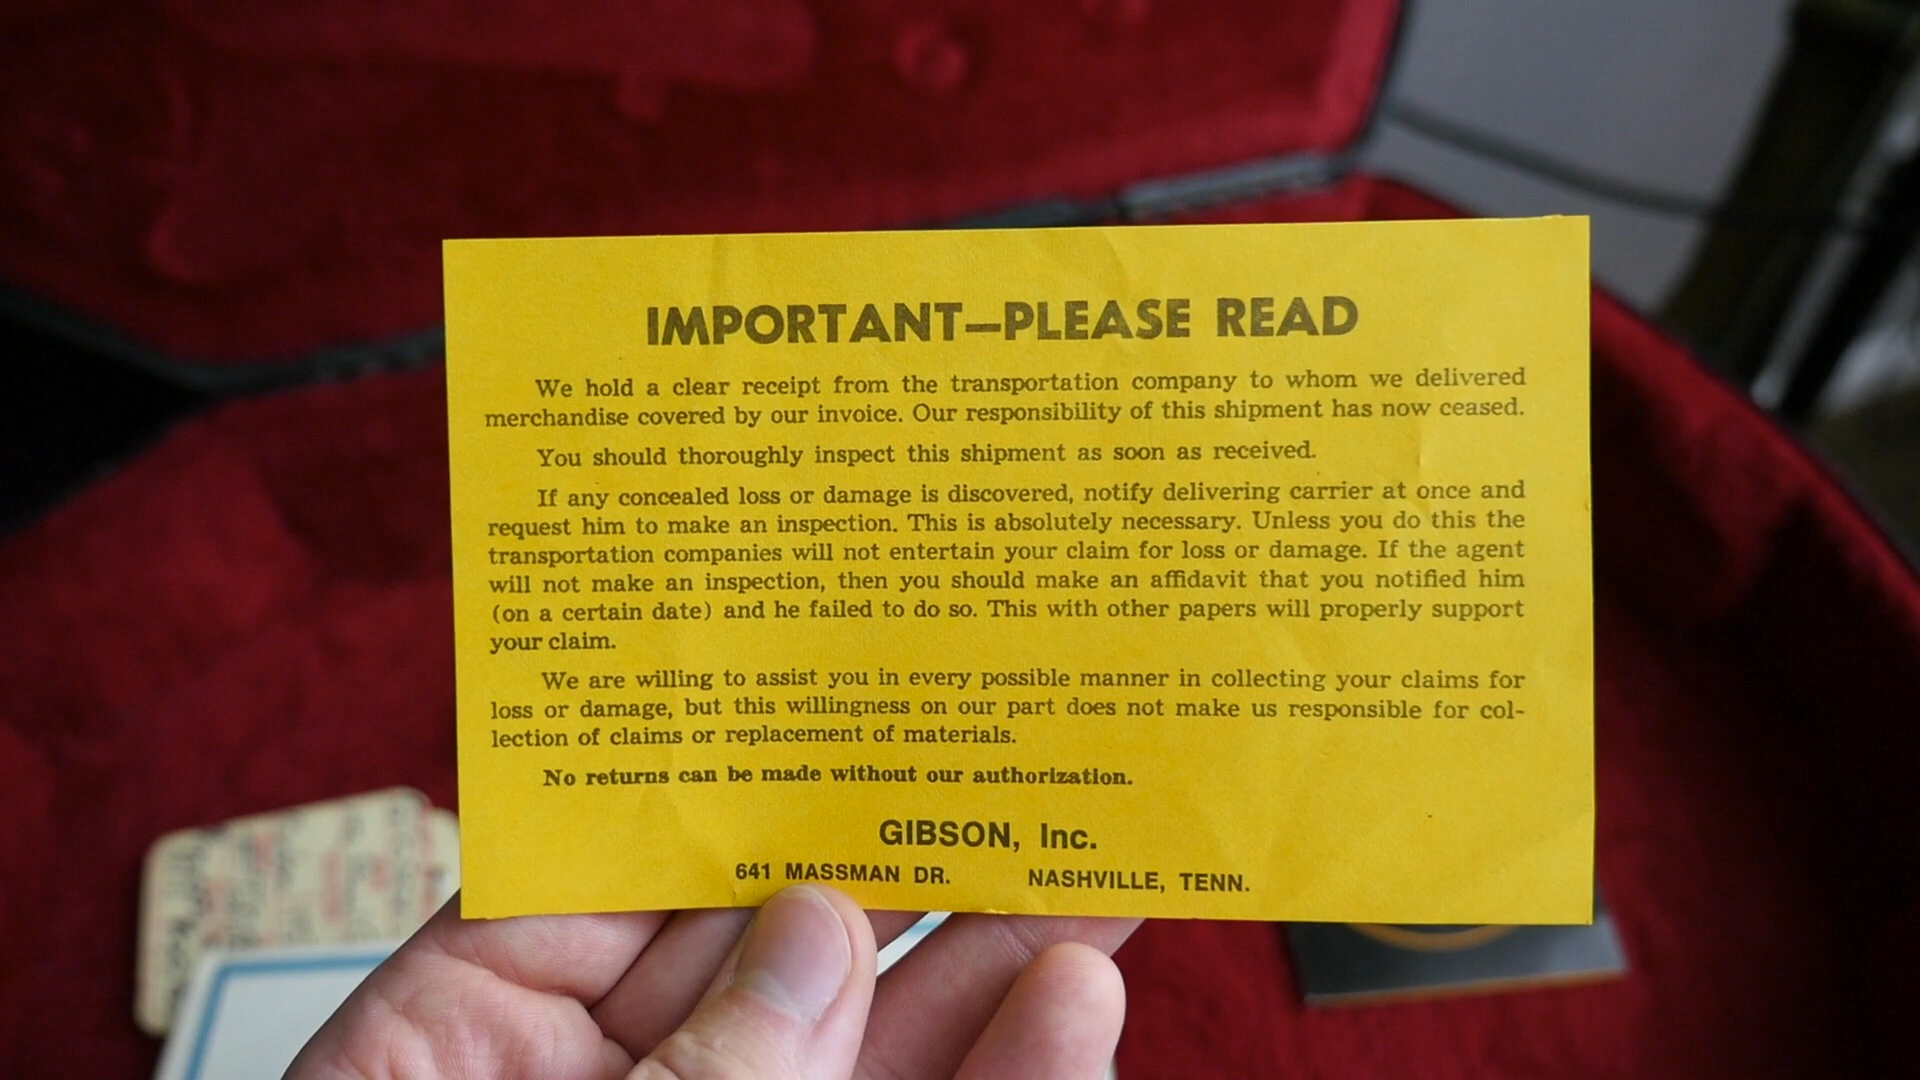 IMPORTANT—PLEASE READ
We hold a clear receipt from the transportation company to whom we delivered
merchandise covered by our invoice. Our responsibility of this shipment has now ceased.
You should thoroughly inspect this shipment as soon as received.
If any concealed loss or damage is discovered, notify delivering carrier at once and
request him to make an inspection. This is absolutely necessary. Unless you do this the
transportation companies will not entertain your claim for loss or damage. If the agent
will not make an inspection, then you should make an affidavit that you notified him
(on a certain date) and he failed to do so. This with other papers will properly support
your claim.
We are willing to assist you in every possible manner in collecting your claims for
loss or damage, but this willingness on our part does not make us responsible for col-
lection of claims or replacement of materials.
No returns can be made without our authorization.
GIBSON, Inc.
641 MASSMAN DR. NASHVILLE, TENN.